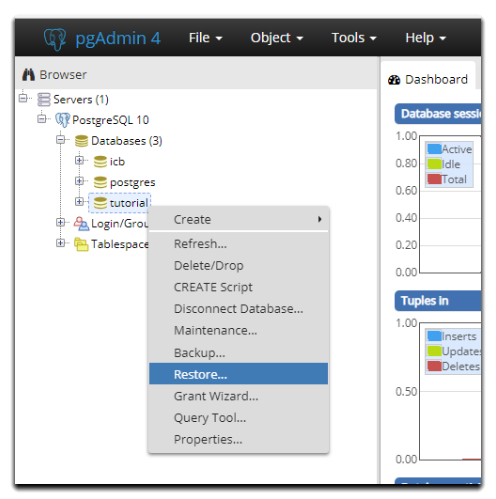 pgAdmin 4 File Object Tools Help
Browser
Dashboard
Servers (1)
PostgreSQL 10
Databases (3)
icb
postgres
tutorial
Login/Grou
Tablespace
Create
Refresh...
Delete/Drop
CREATE Script
Disconnect Database...
Maintenance...
Backup...
Restore...
Grant Wizard...
Query Tool...
Properties...
Database sessi
1.00
Active
0.80
Idle
Total
0.60
0.40
0.20
0.00
Tuples in
1.00
Inserts
Updates
Deletes
0.50
0.00